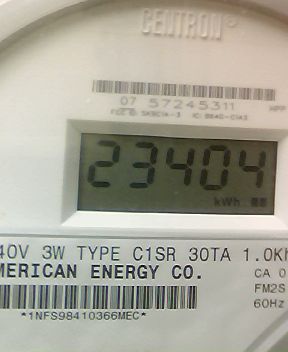 CENTRON®
07 57245311
23404
kWh
40V 3W TYPE C1SR 30TA 1.0Kh
MERICAN ENERGY CO.
CA 0
FM2S
60Hz
*1NFS98410366MEC*